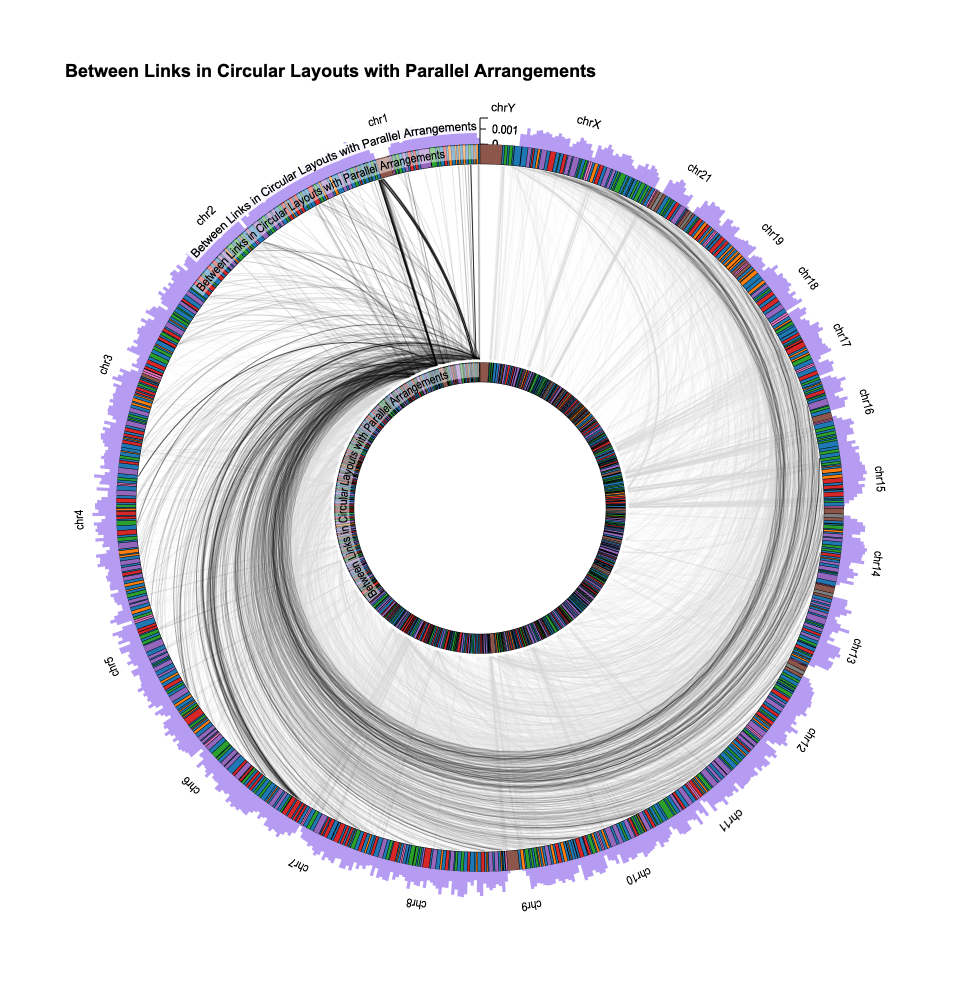 Between Links in Circular Layouts with Parallel Arrangements
chrY
chr1
chrX
0.001
0
Between Links in Circular Layouts with Parallel Arrangements
Between Links in Circular Layouts with Parallel Arrangements
chr21
chr2
chr19
chr18
chr17
chr3
Between Links in Circular Layouts with Parallel Arrangements
chr16
chr15
chr4
chr14
chr13
chr5
chr12
chr6
chr11
chr7
chr10
chr8
chr9